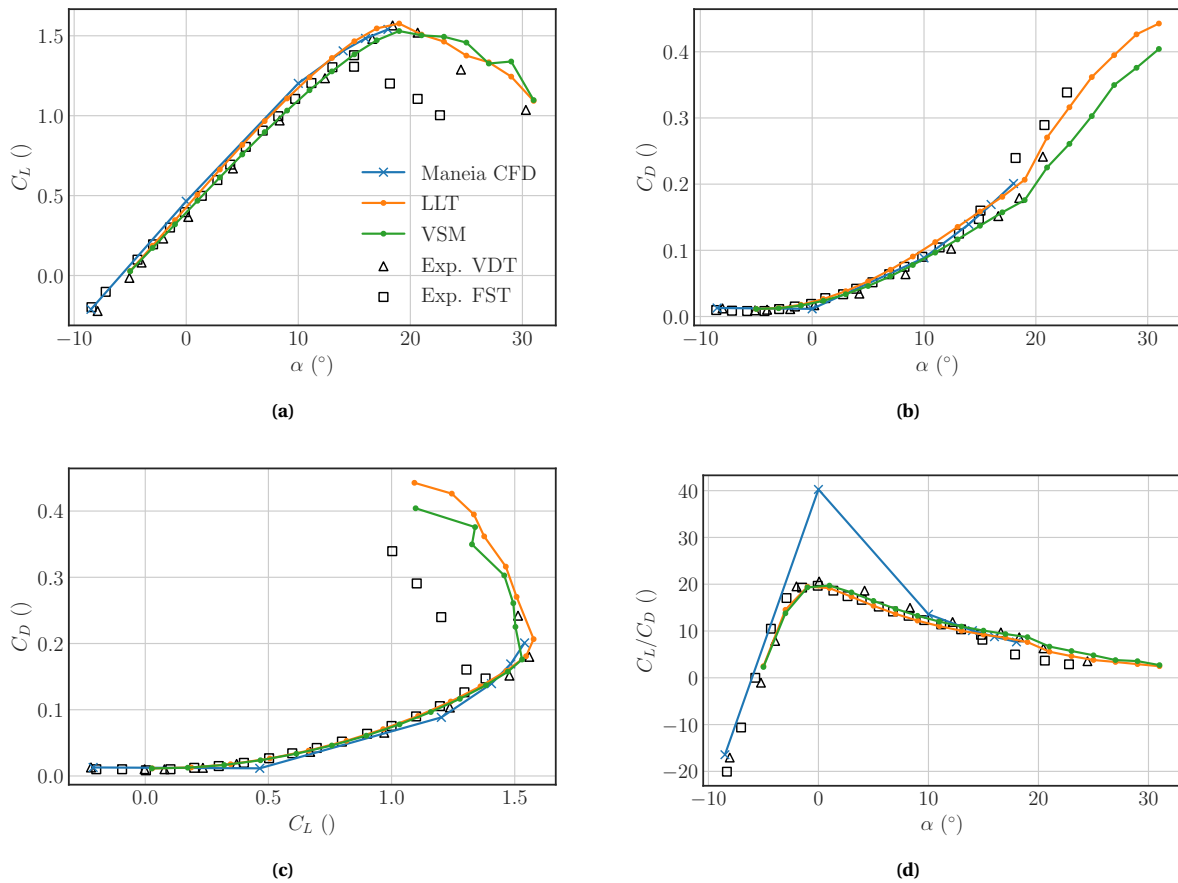 1.5
1.0
0.5
0.0
C_L ()
−10
0
10
20
30
α (°)
Maneia CFD
LLT
VSM
Exp. VDT
Exp. FST
(a)
0.4
0.3
0.2
0.1
0.0
C_D ()
−10
0
10
20
30
α (°)
(b)
0.4
0.3
0.2
0.1
0.0
C_D ()
0.0
0.5
1.0
1.5
C_L ()
(c)
40
30
20
10
0
−10
−20
C_L/C_D ()
−10
0
10
20
30
α (°)
(d)